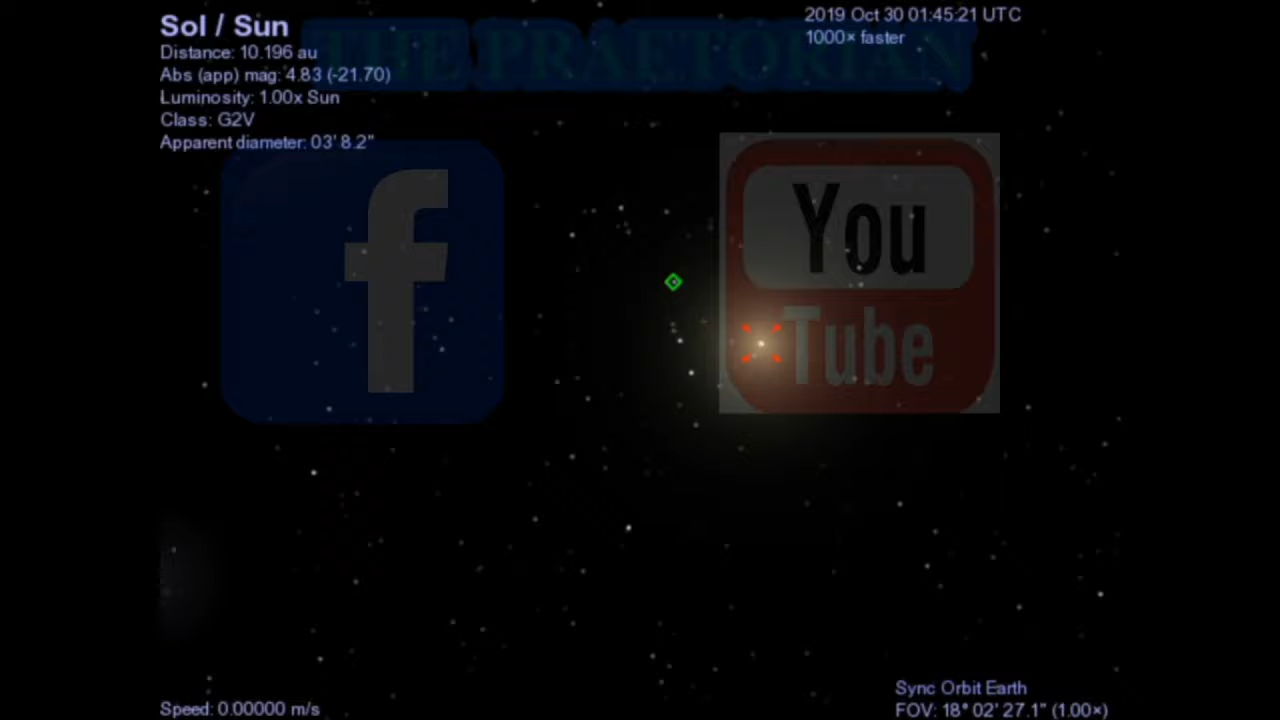 Sol / Sun
Distance: 10.196 au
Abs (app) mag: 4.83 (-21.70)
Luminosity: 1.00x Sun
Class: G2V
Apparent diameter: 03' 8.2"
2019 Oct 30 01:45:21 UTC
1000× faster
THE PRAETORIAN
f
You
Tube
Speed: 0.00000 m/s
Sync Orbit Earth
FOV: 18° 02' 27.1" (1.00×)